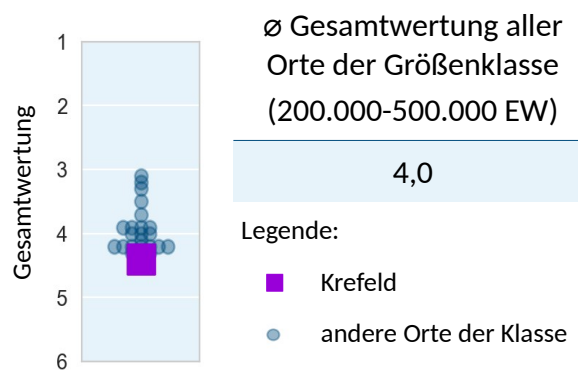 Gesamtwertung
1
2
3
4
5
6
⌀ Gesamtwertung aller
Orte der Größenklasse
(200.000-500.000 EW)
4,0
Legende:
Krefeld
andere Orte der Klasse